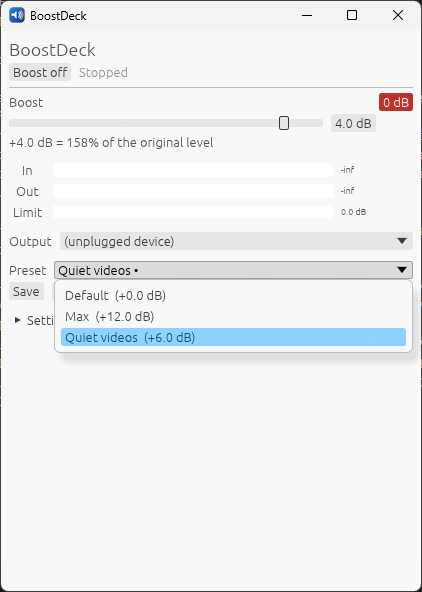 BoostDeck
BoostDeck
Boost off Stopped
Boost 0 dB
4.0 dB
+4.0 dB = 158% of the original level
In -inf
Out -inf
Limit 0.0 dB
Output (unplugged device)
Preset Quiet videos •
Save
Default (+0.0 dB)
Max (+12.0 dB)
Quiet videos (+6.0 dB)